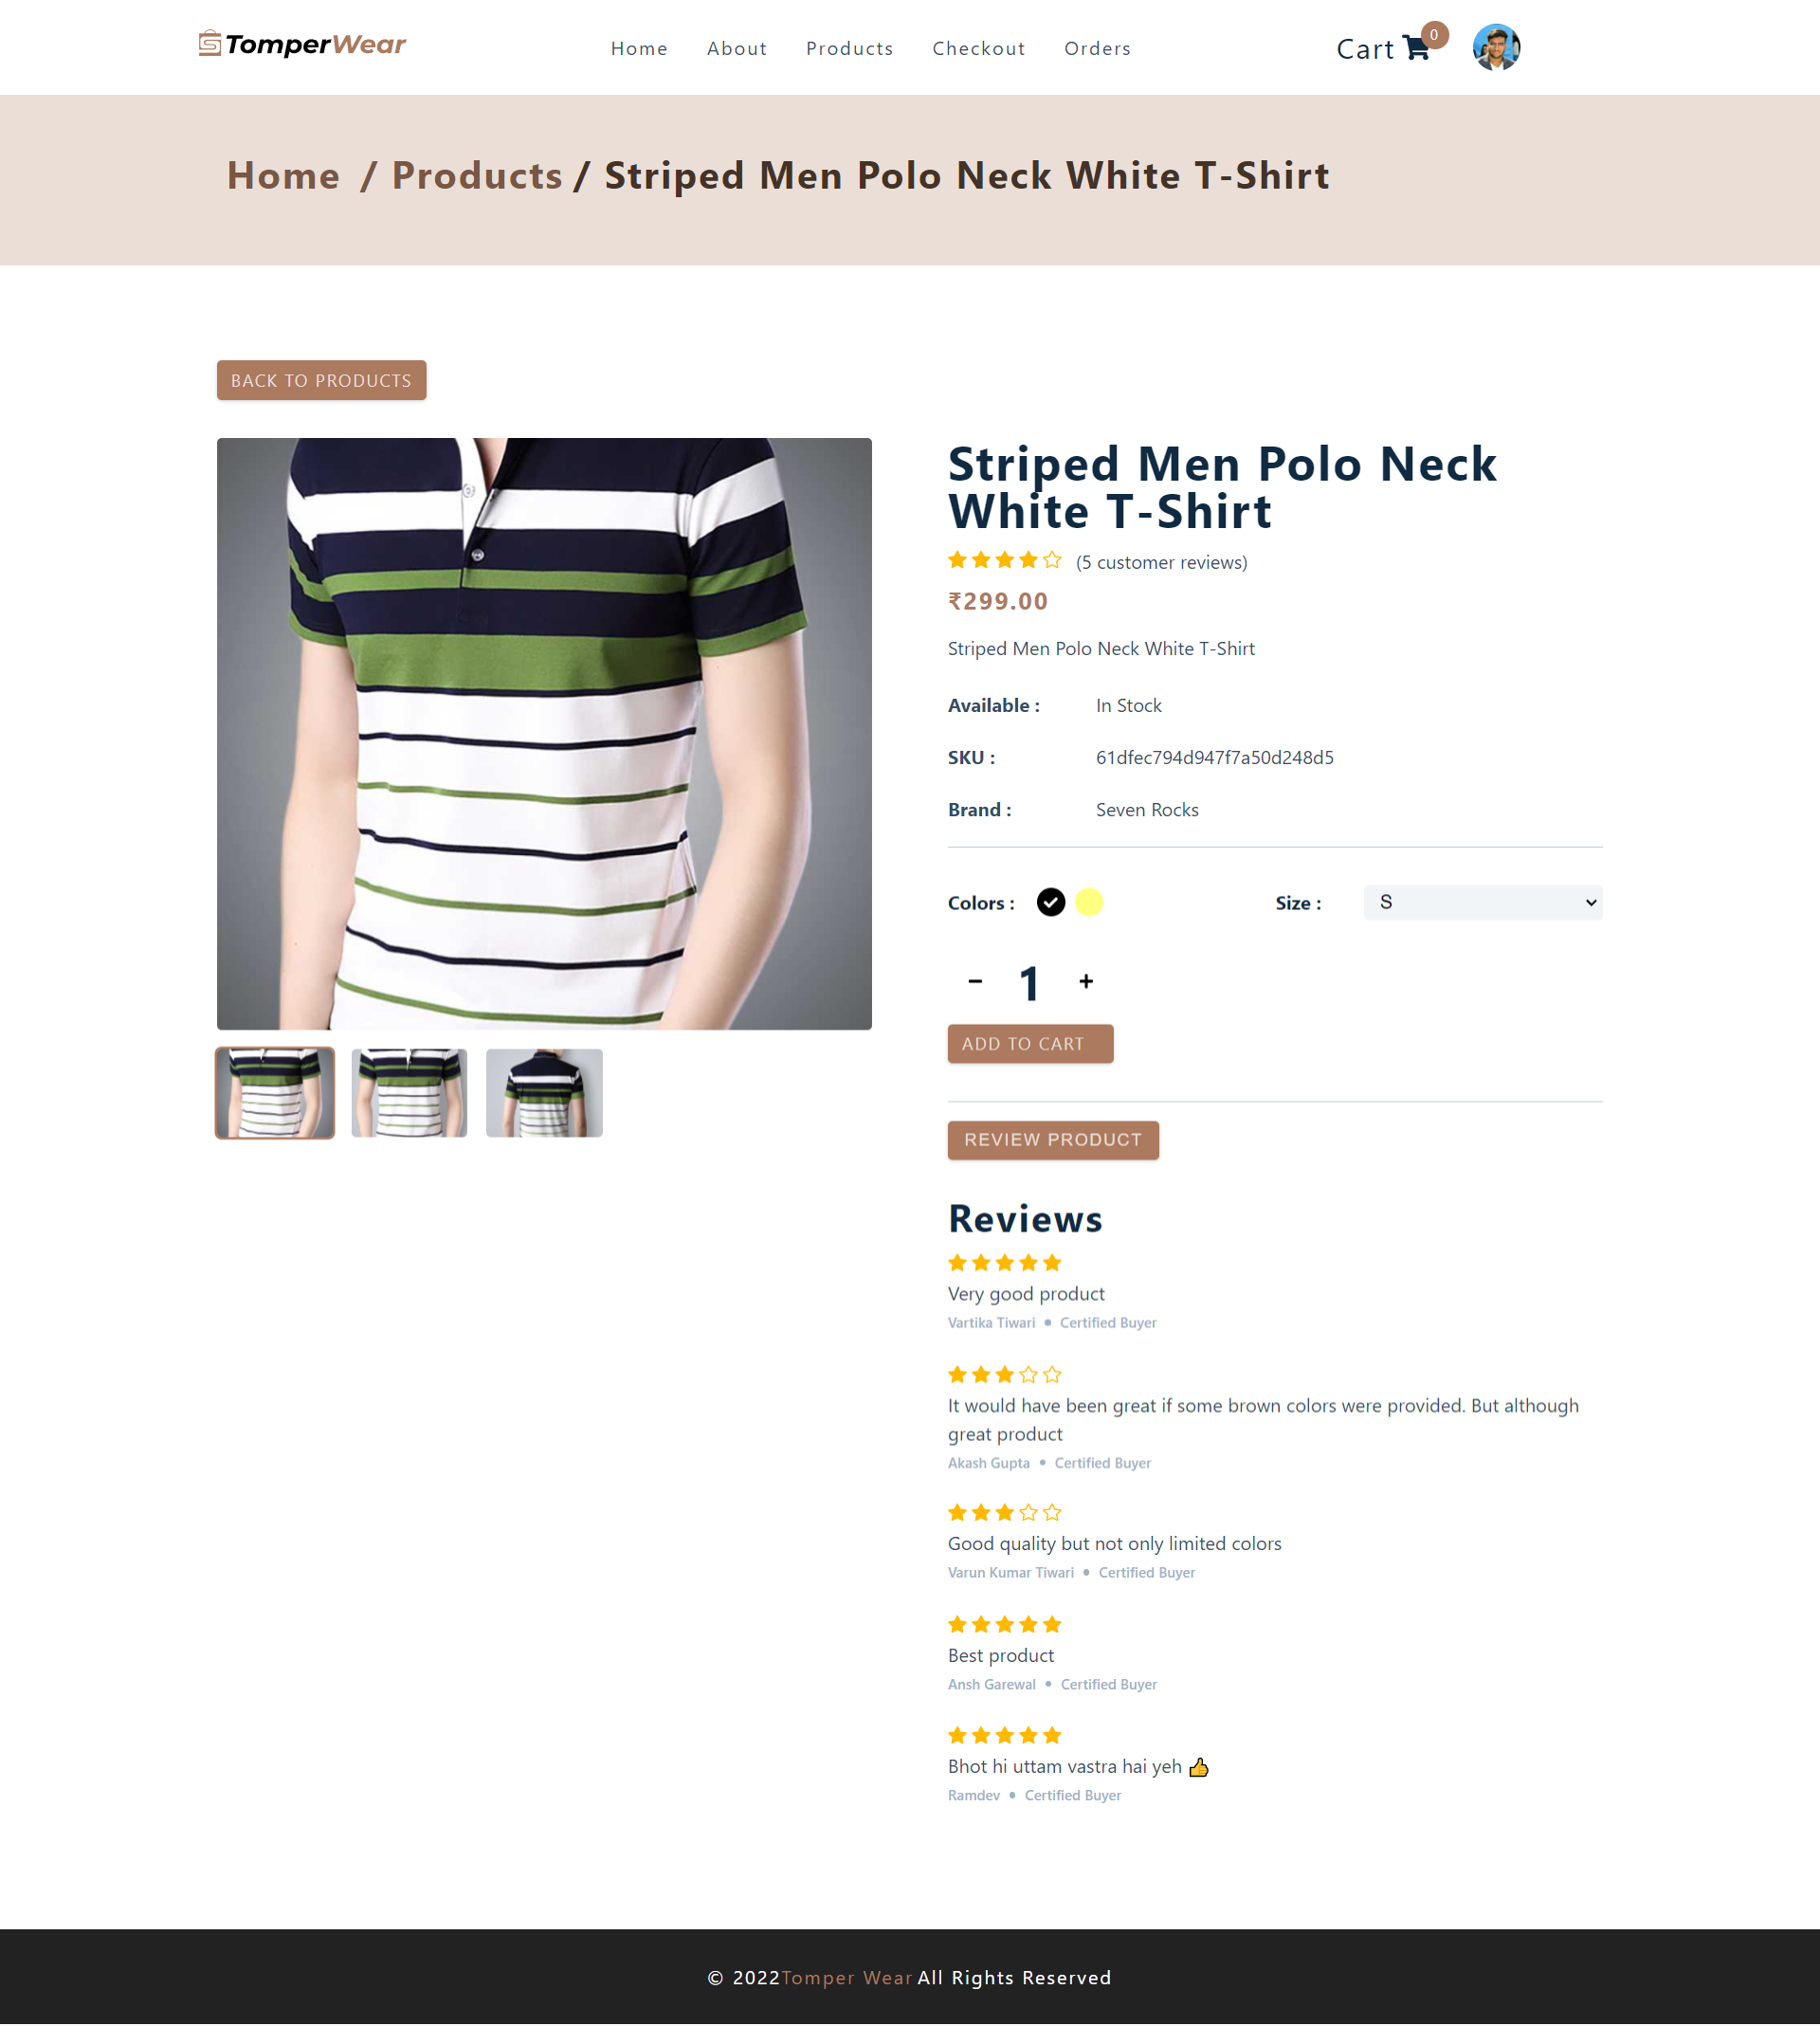 TomperWear
Home About Products Checkout Orders
Cart 0
Home / Products / Striped Men Polo Neck White T-Shirt
BACK TO PRODUCTS
Striped Men Polo Neck
White T-Shirt
(5 customer reviews)
₹299.00
Striped Men Polo Neck White T-Shirt
Available : In Stock
SKU : 61dfec794d947f7a50d248d5
Brand : Seven Rocks
Colors : Size : S
- 1 +
ADD TO CART
REVIEW PRODUCT
Reviews
Very good product
Vartika Tiwari • Certified Buyer
It would have been great if some brown colors were provided. But although
great product
Akash Gupta • Certified Buyer
Good quality but not only limited colors
Varun Kumar Tiwari • Certified Buyer
Best product
Ansh Garewal • Certified Buyer
Bhot hi uttam vastra hai yeh 👍
Ramdev • Certified Buyer
© 2022Tomper Wear All Rights Reserved